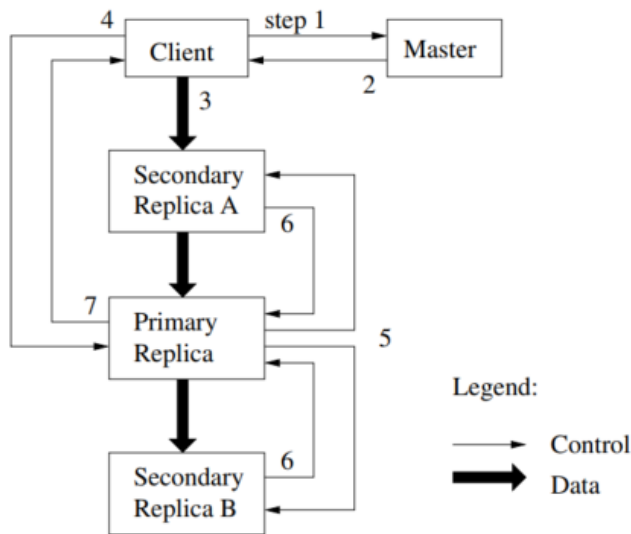 4
step 1
Client
Master
2
3
Secondary
Replica A
6
7
Primary
Replica
5
Legend:
Control
Data
Secondary
Replica B
6